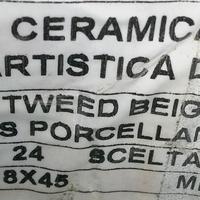 CERAMICA
ARTISTICA D
TWEED BEIG
S PORCELLAN
24 SCELTA
8X45 M